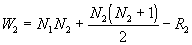 W₂ = N₁N₂ + N₂(N₂ + 1)/2 − R₂